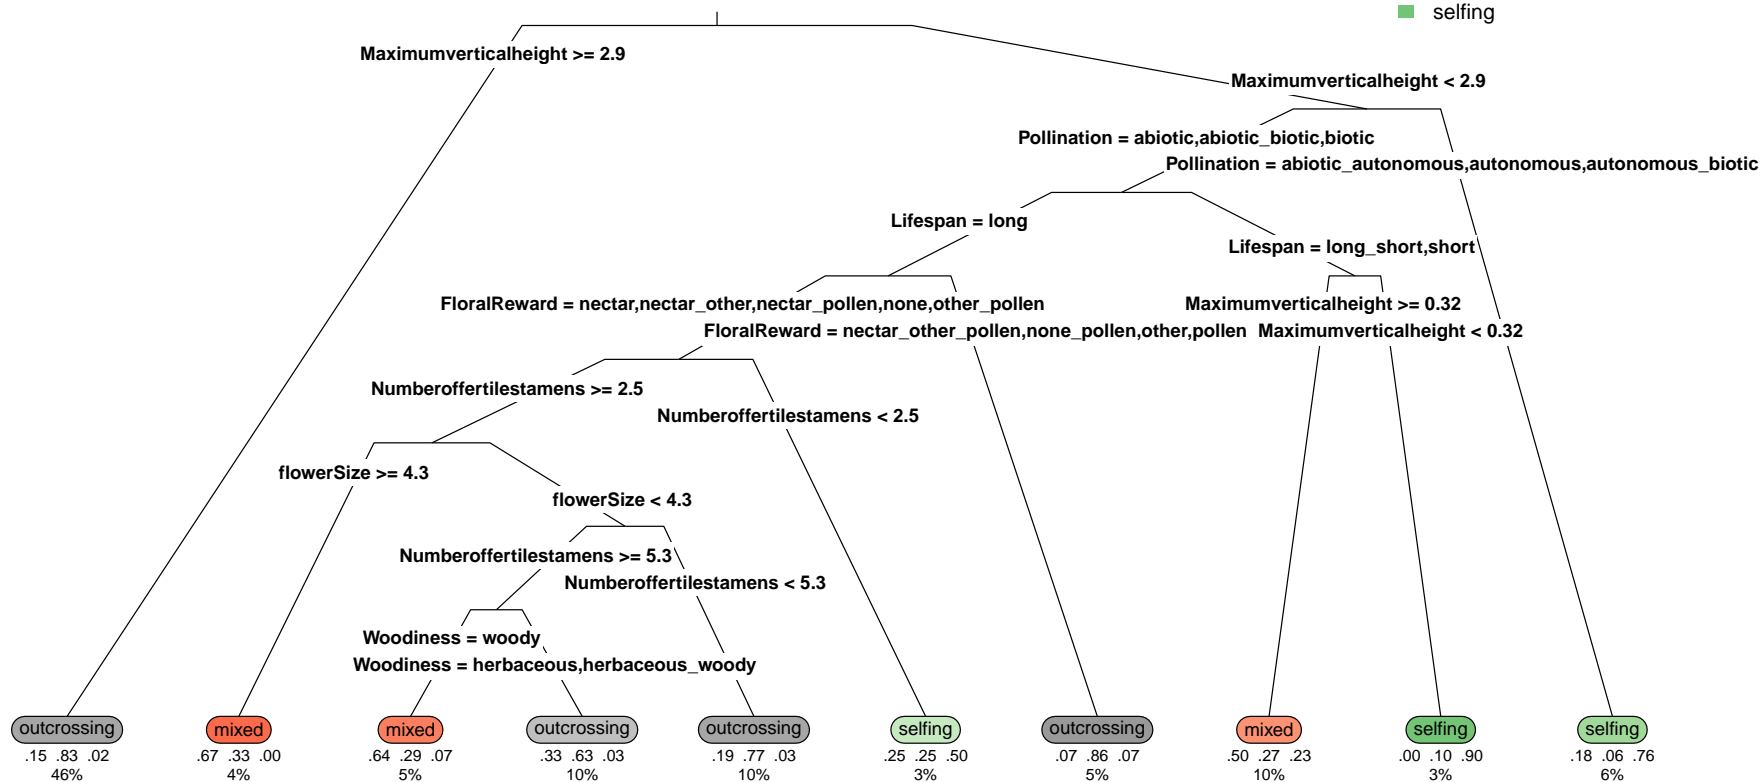 selfing
Maximumverticalheight >= 2.9
Maximumverticalheight < 2.9
Pollination = abiotic,abiotic_biotic,biotic
Pollination = abiotic_autonomous,autonomous,autonomous_biotic
Lifespan = long
Lifespan = long_short,short
FloralReward = nectar,nectar_other,nectar_pollen,none,other_pollen
Maximumverticalheight >= 0.32
FloralReward = nectar_other_pollen,none_pollen,other,pollen
Maximumverticalheight < 0.32
Numberoffertilestamens >= 2.5
Numberoffertilestamens < 2.5
flowerSize >= 4.3
flowerSize < 4.3
Numberoffertilestamens >= 5.3
Numberoffertilestamens < 5.3
Woodiness = woody
Woodiness = herbaceous,herbaceous_woody
outcrossing mixed mixed outcrossing outcrossing selfing outcrossing mixed selfing selfing
.15 .83 .02 .67 .33 .00 .64 .29 .07 .33 .63 .03 .19 .77 .03 .25 .25 .50 .07 .86 .07 .50 .27 .23 .00 .10 .90 .18 .06 .76
46% 4% 5% 10% 10% 3% 5% 10% 3% 6%